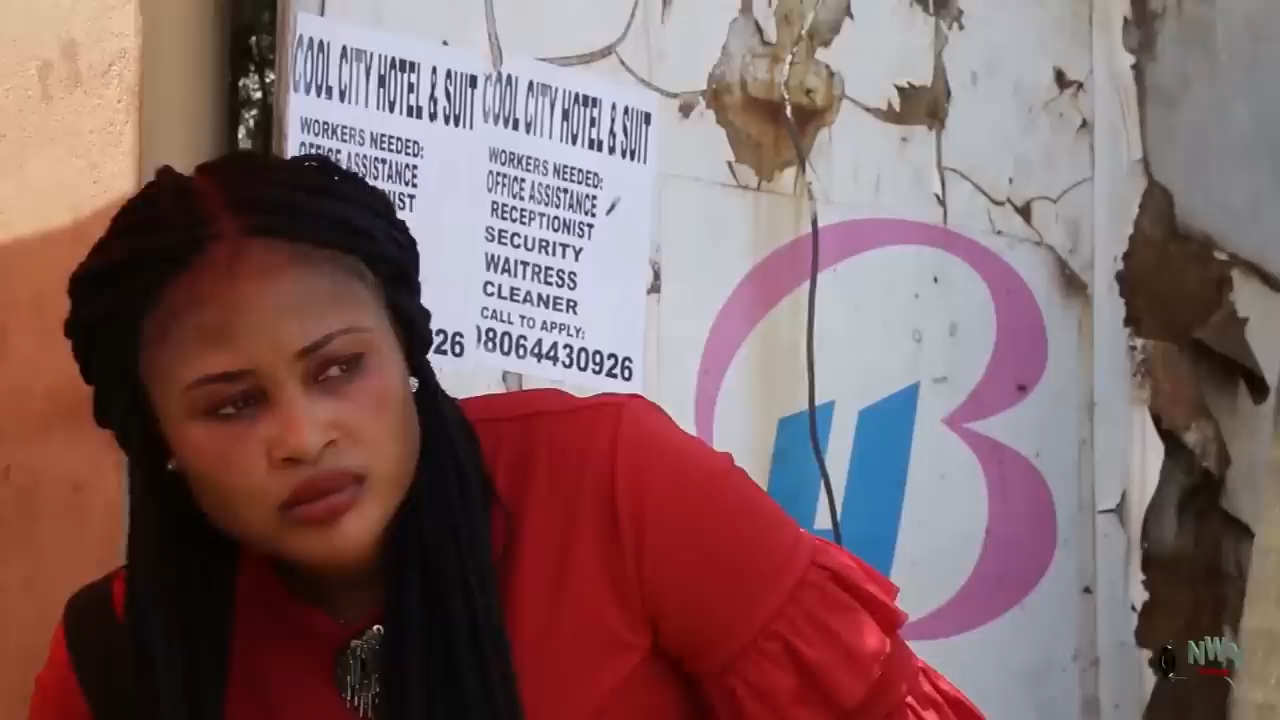 COOL CITY HOTEL & SUIT
WORKERS NEEDED:
OFFICE ASSISTANCE
26
COOL CITY HOTEL & SUIT
WORKERS NEEDED:
OFFICE ASSISTANCE
RECEPTIONIST
SECURITY
WAITRESS
CLEANER
CALL TO APPLY:
08064430926
NWN